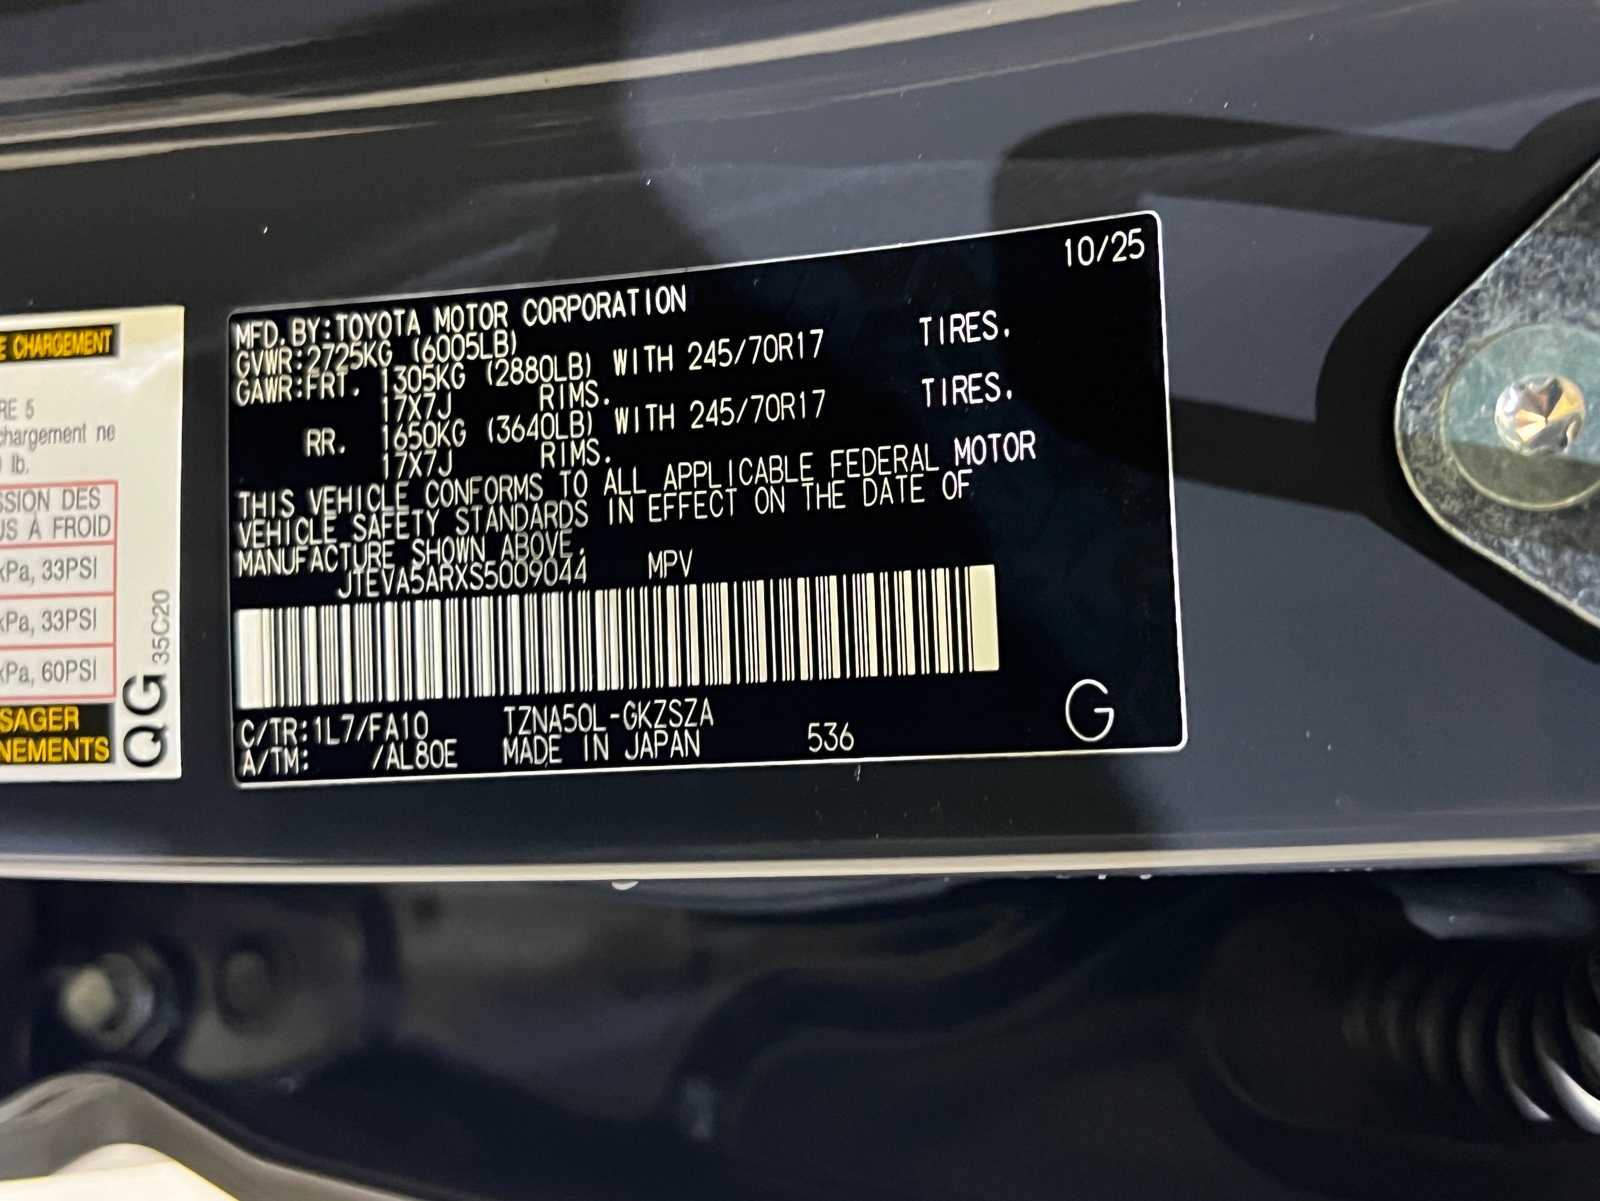 E CHARGEMENT
RE 5
chargement ne
lb.
SSION DES
US À FROID
kPa, 33PSI
kPa, 33PSI
kPa, 60PSI
SAGER
NEMENTS
QG 35C20
10/25
MFD.BY:TOYOTA MOTOR CORPORATION
GVWR:2725KG (6005LB)
GAWR:FRT. 1305KG (2880LB) WITH 245/70R17 TIRES.
17X7J RIMS.
RR. 1650KG (3640LB) WITH 245/70R17 TIRES.
17X7J RIMS.
THIS VEHICLE CONFORMS TO ALL APPLICABLE FEDERAL MOTOR
VEHICLE SAFETY STANDARDS IN EFFECT ON THE DATE OF
MANUFACTURE SHOWN ABOVE.
JTEVA5ARXS5009044 MPV
C/TR:1L7/FA10 TZNA50L-GKZSZA
A/TM: /AL80E MADE IN JAPAN 536
G